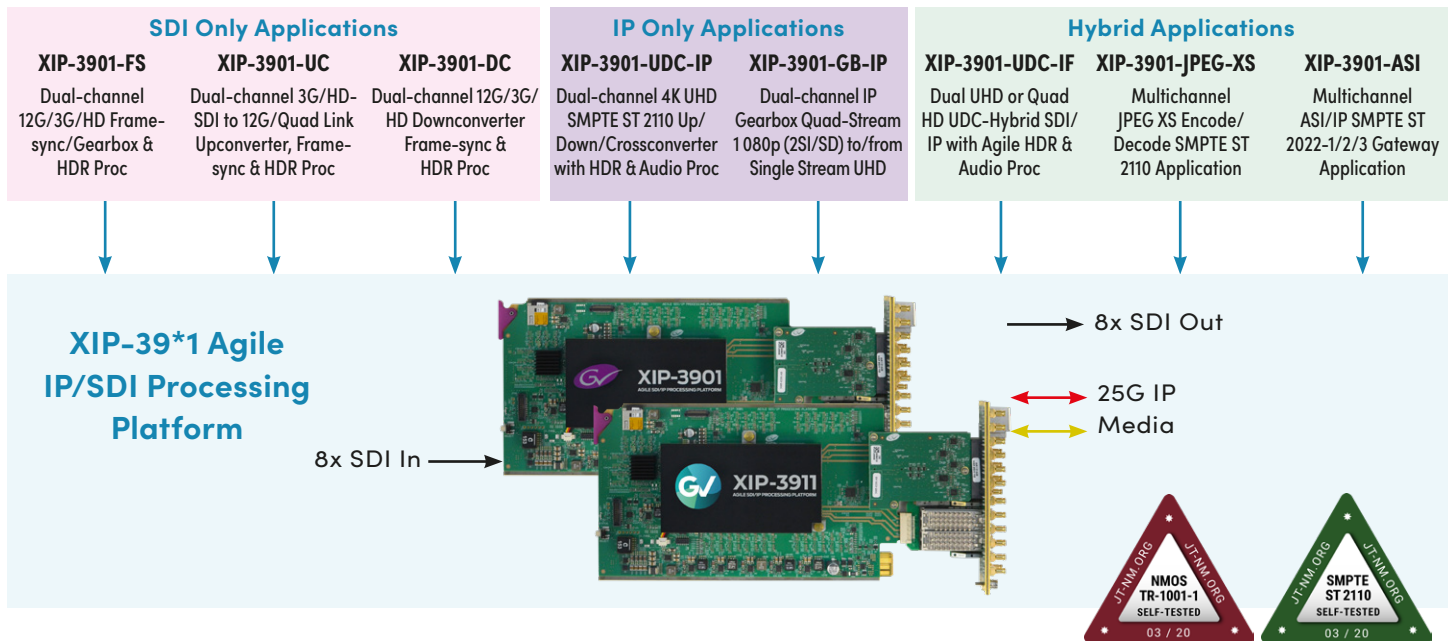 SDI Only Applications
XIP-3901-FS
Dual-channel
12G/3G/HD Frame-
sync/Gearbox &
HDR Proc
XIP-3901-UC
Dual-channel 3G/HD-
SDI to 12G/Quad Link
Upconverter, Frame-
sync & HDR Proc
XIP-3901-DC
Dual-channel 12G/3G/
HD Downconverter
Frame-sync &
HDR Proc
IP Only Applications
XIP-3901-UDC-IP
Dual-channel 4K UHD
SMPTE ST 2110 Up/
Down/Crossconverter
with HDR & Audio Proc
XIP-3901-GB-IP
Dual-channel IP
Gearbox Quad-Stream
1080p (2SI/SD) to/from
Single Stream UHD
Hybrid Applications
XIP-3901-UDC-IF
Dual UHD or Quad
HD UDC-Hybrid SDI/
IP with Agile HDR &
Audio Proc
XIP-3901-JPEG-XS
Multichannel
JPEG XS Encode/
Decode SMPTE ST
2110 Application
XIP-3901-ASI
Multichannel
ASI/IP SMPTE ST
2022-1/2/3 Gateway
Application
XIP-39*1 Agile
IP/SDI Processing
Platform
8x SDI In
GV
XIP-3901
AGILE SDI/IP PROCESSING PLATFORM
GV
XIP-3911
AGILE SDI/IP PROCESSING PLATFORM
8x SDI Out
25G IP
Media
JT-NM.ORG
JT-NM.ORG
NMOS
TR-1001-1
SELF-TESTED
03 / 20
JT-NM.ORG
JT-NM.ORG
SMPTE
ST 2110
SELF-TESTED
03 / 20